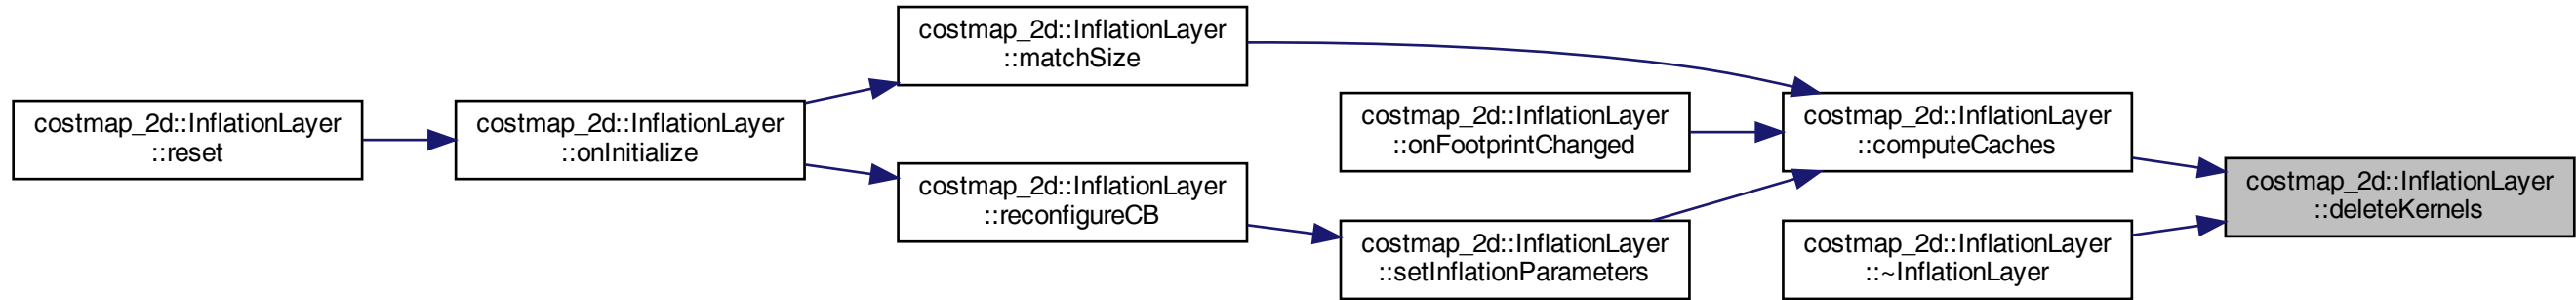 costmap_2d::InflationLayer
::reset
costmap_2d::InflationLayer
::onInitialize
costmap_2d::InflationLayer
::matchSize
costmap_2d::InflationLayer
::reconfigureCB
costmap_2d::InflationLayer
::onFootprintChanged
costmap_2d::InflationLayer
::setInflationParameters
costmap_2d::InflationLayer
::computeCaches
costmap_2d::InflationLayer
::~InflationLayer
costmap_2d::InflationLayer
::deleteKernels